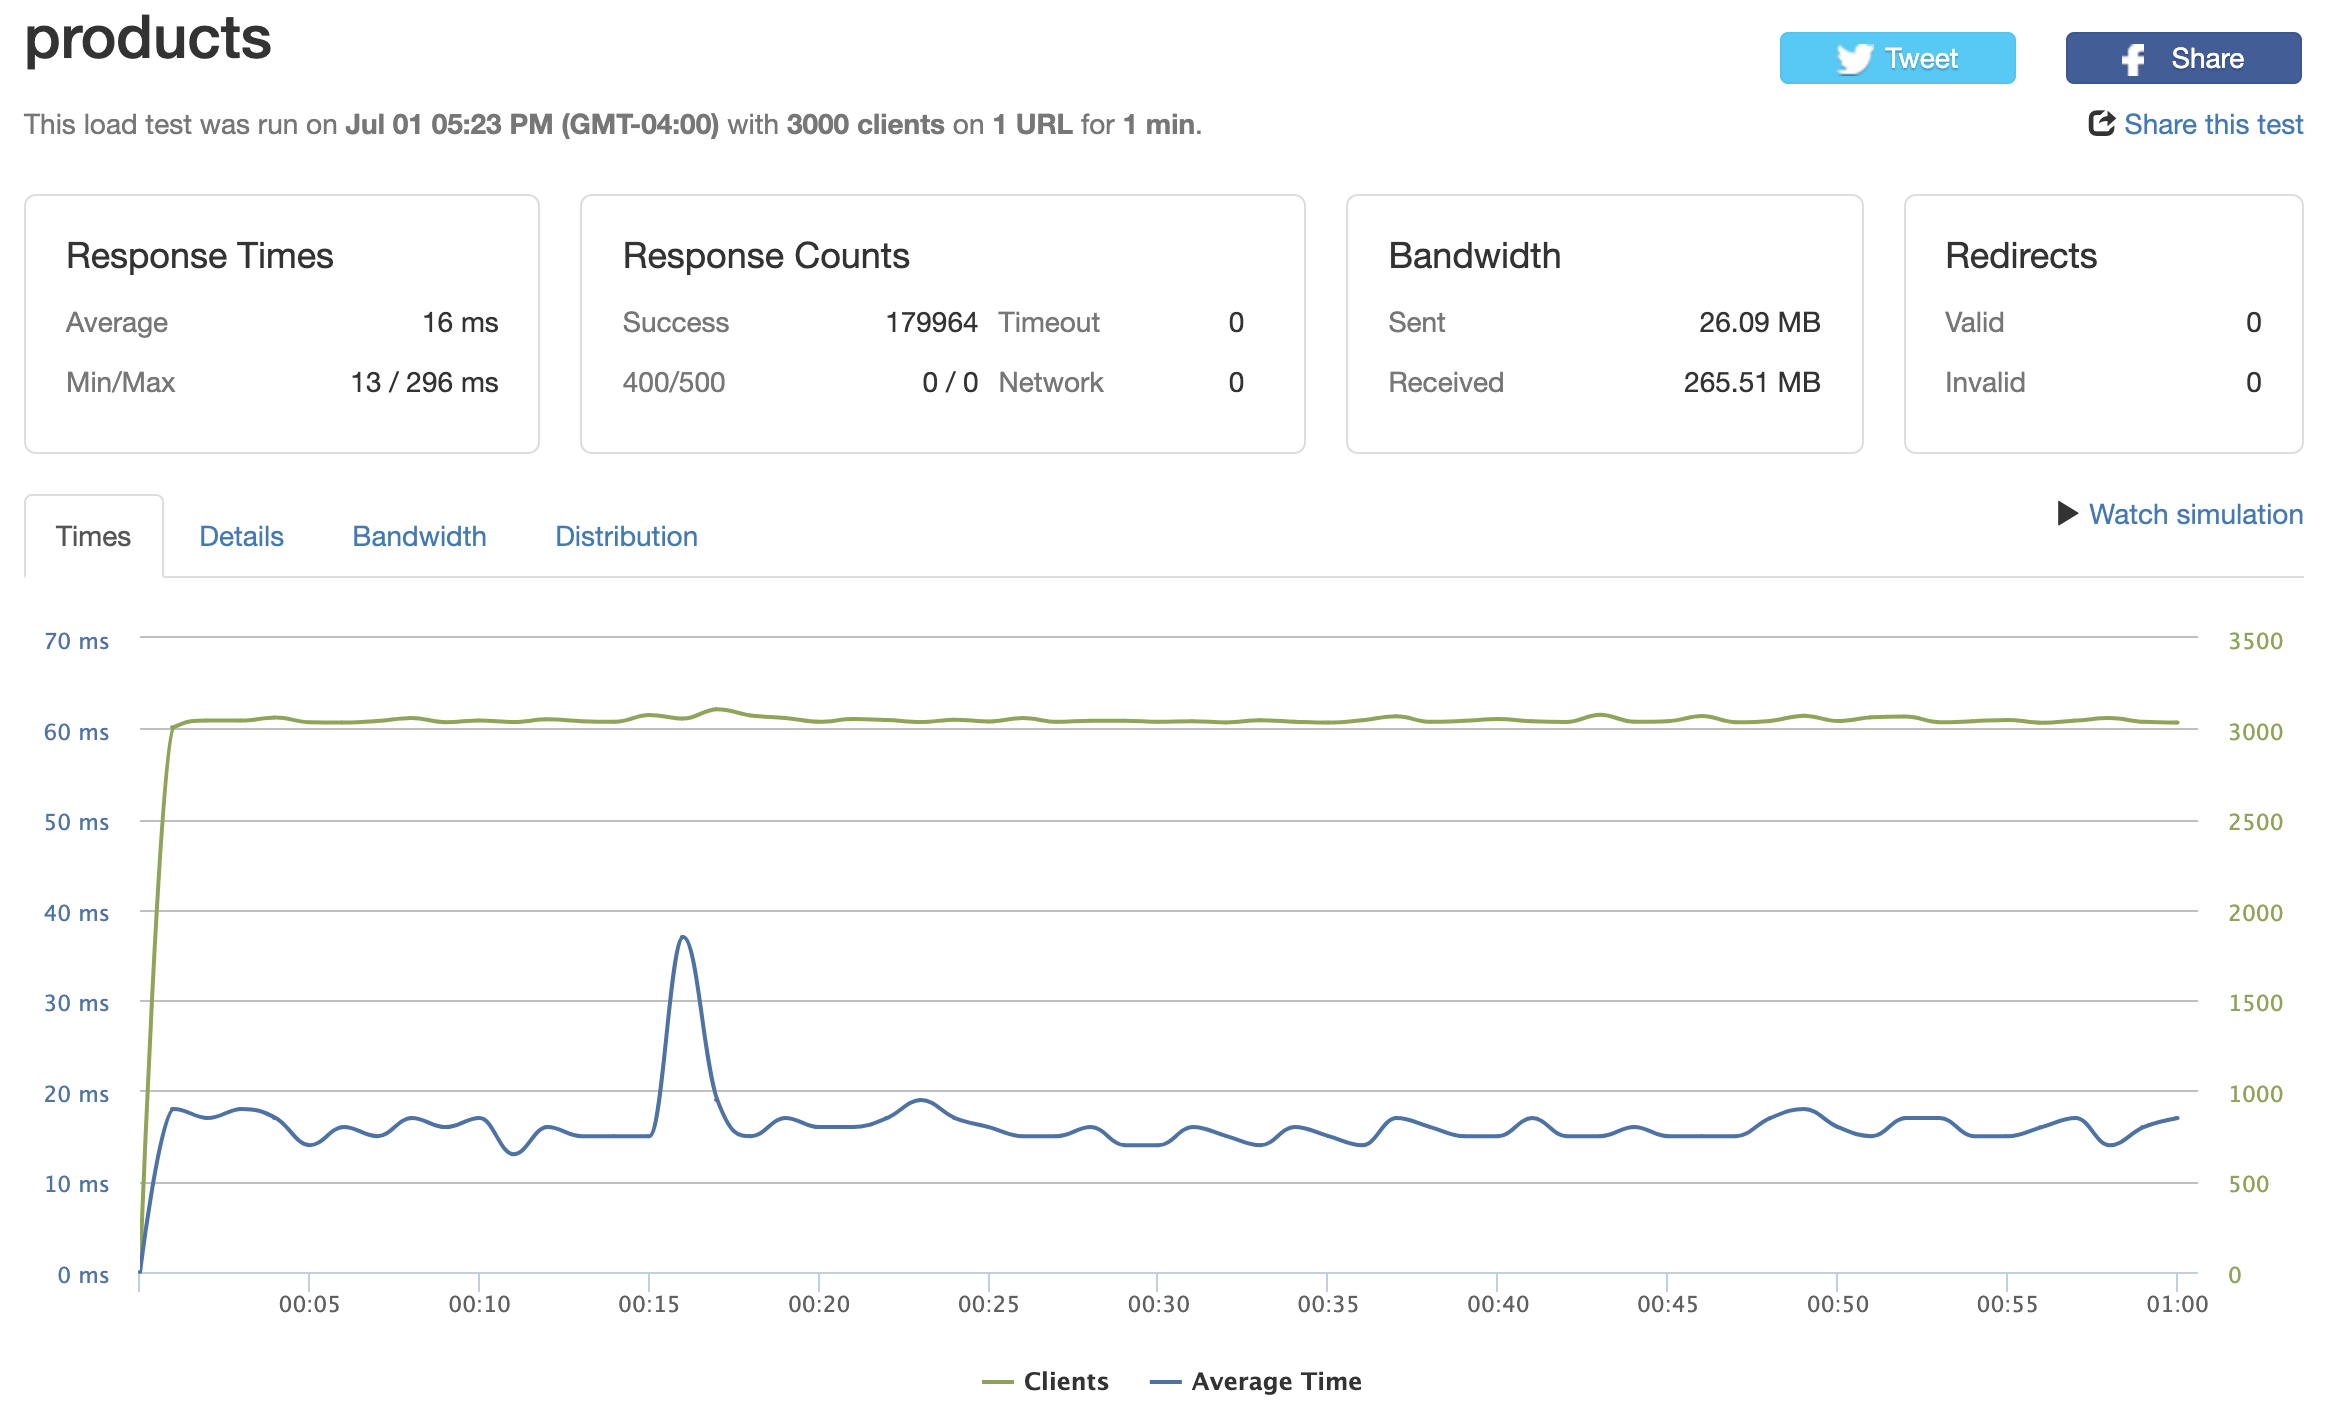 products
Tweet
Share
This load test was run on Jul 01 05:23 PM (GMT-04:00) with 3000 clients on 1 URL for 1 min.
Share this test
Response Times
Average 16 ms
Min/Max 13 / 296 ms
Response Counts
Success 179964 Timeout 0
400/500 0 / 0 Network 0
Bandwidth
Sent 26.09 MB
Received 265.51 MB
Redirects
Valid 0
Invalid 0
Times Details Bandwidth Distribution
Watch simulation
70 ms 3500
60 ms 3000
50 ms 2500
40 ms 2000
30 ms 1500
20 ms 1000
10 ms 500
0 ms 0
00:05 00:10 00:15 00:20 00:25 00:30 00:35 00:40 00:45 00:50 00:55 01:00
Clients Average Time